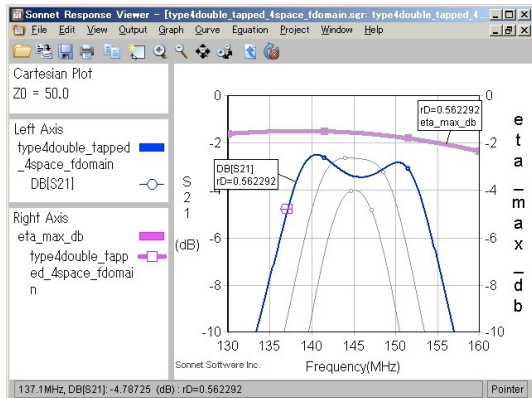 Sonnet Response Viewer - [type4double_tapped_4space_fdomain.sgr: type4double_tapped_4...
File Edit View Output Graph Curve Equation Project Window Help
Cartesian Plot
Z0 = 50.0
Left Axis
type4double_tapped
_4space_fdomain
DB[S21]
Right Axis
eta_max_db
type4double_tapp
ed_4space_fdomai
n
S21
(dB)
0
-2
-4
-6
-8
-10
rD=0.562292
eta_max_db
DB[S21]
rD=0.562292
0
-2
-4
-6
-8
-10
eta_max_db
130 135 140 145 150 155 160
Sonnet Software Inc.
Frequency(MHz)
137.1MHz, DB[S21]: -4.78725 (dB) : rD=0.562292
Pointer